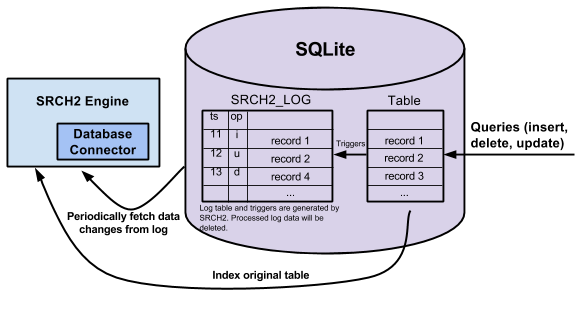 SQLite
SRCH2 Engine
Database
Connector
SRCH2_LOG
ts op
11 i record 1
12 u record 2
13 d record 4
...
Log table and triggers are generated by
SRCH2. Processed log data will be
deleted.
Triggers
Table
record 1
record 2
record 3
...
Queries (insert,
delete, update)
Periodically fetch data
changes from log
Index original table